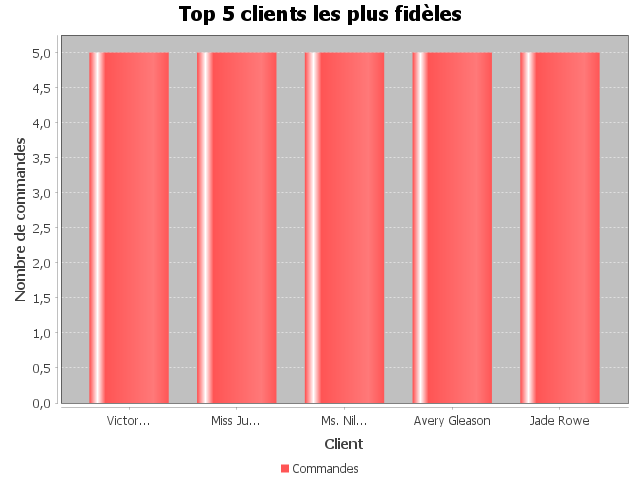 Top 5 clients les plus fidèles
Nombre de commandes
5,0
4,5
4,0
3,5
3,0
2,5
2,0
1,5
1,0
0,5
0,0
Victor... Miss Ju... Ms. Nil... Avery Gleason Jade Rowe
Client
Commandes